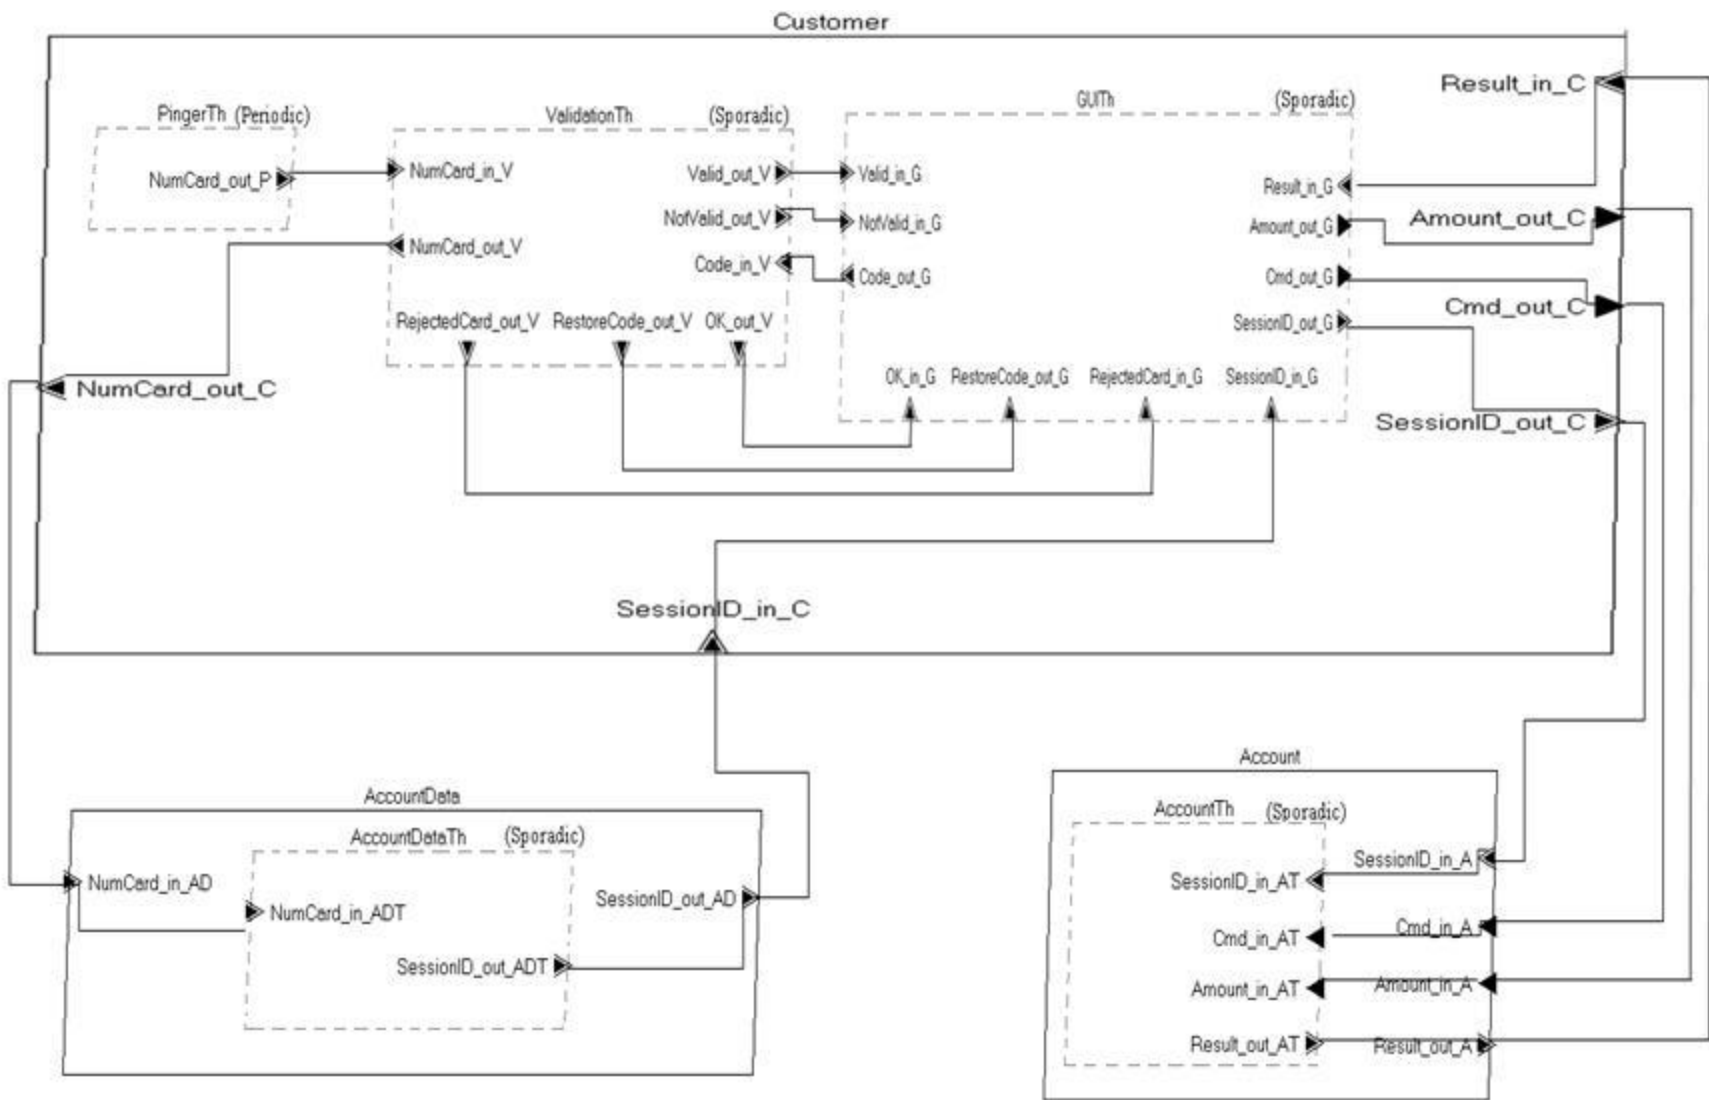 Customer
Result_in_C
PingerTh (Periodic)
ValidationTh
(Sporadic)
GUITh
(Sporadic)
NumCard_out_P
NumCard_in_V
Valid_out_V
Valid_in_G
Result_in_G
NotValid_out_V
NotValid_in_G
Amount_out_G
Amount_out_C
NumCard_out_V
Code_in_V
Code_out_G
Cmd_out_G
Cmd_out_C
RejectedCard_out_V
RestoreCode_out_V
OK_out_V
SessionID_out_G
NumCard_out_C
OK_in_G
RestoreCode_out_G
RejectedCard_in_G
SessionID_in_G
SessionID_out_C
SessionID_in_C
AccountData
AccountDataTh
(Sporadic)
NumCard_in_AD
NumCard_in_ADT
SessionID_out_AD
SessionID_out_ADT
Account
AccountTh
(Sporadic)
SessionID_in_A
SessionID_in_AT
Cmd_in_A
Cmd_in_AT
Amount_in_A
Amount_in_AT
Result_out_AT
Result_out_A